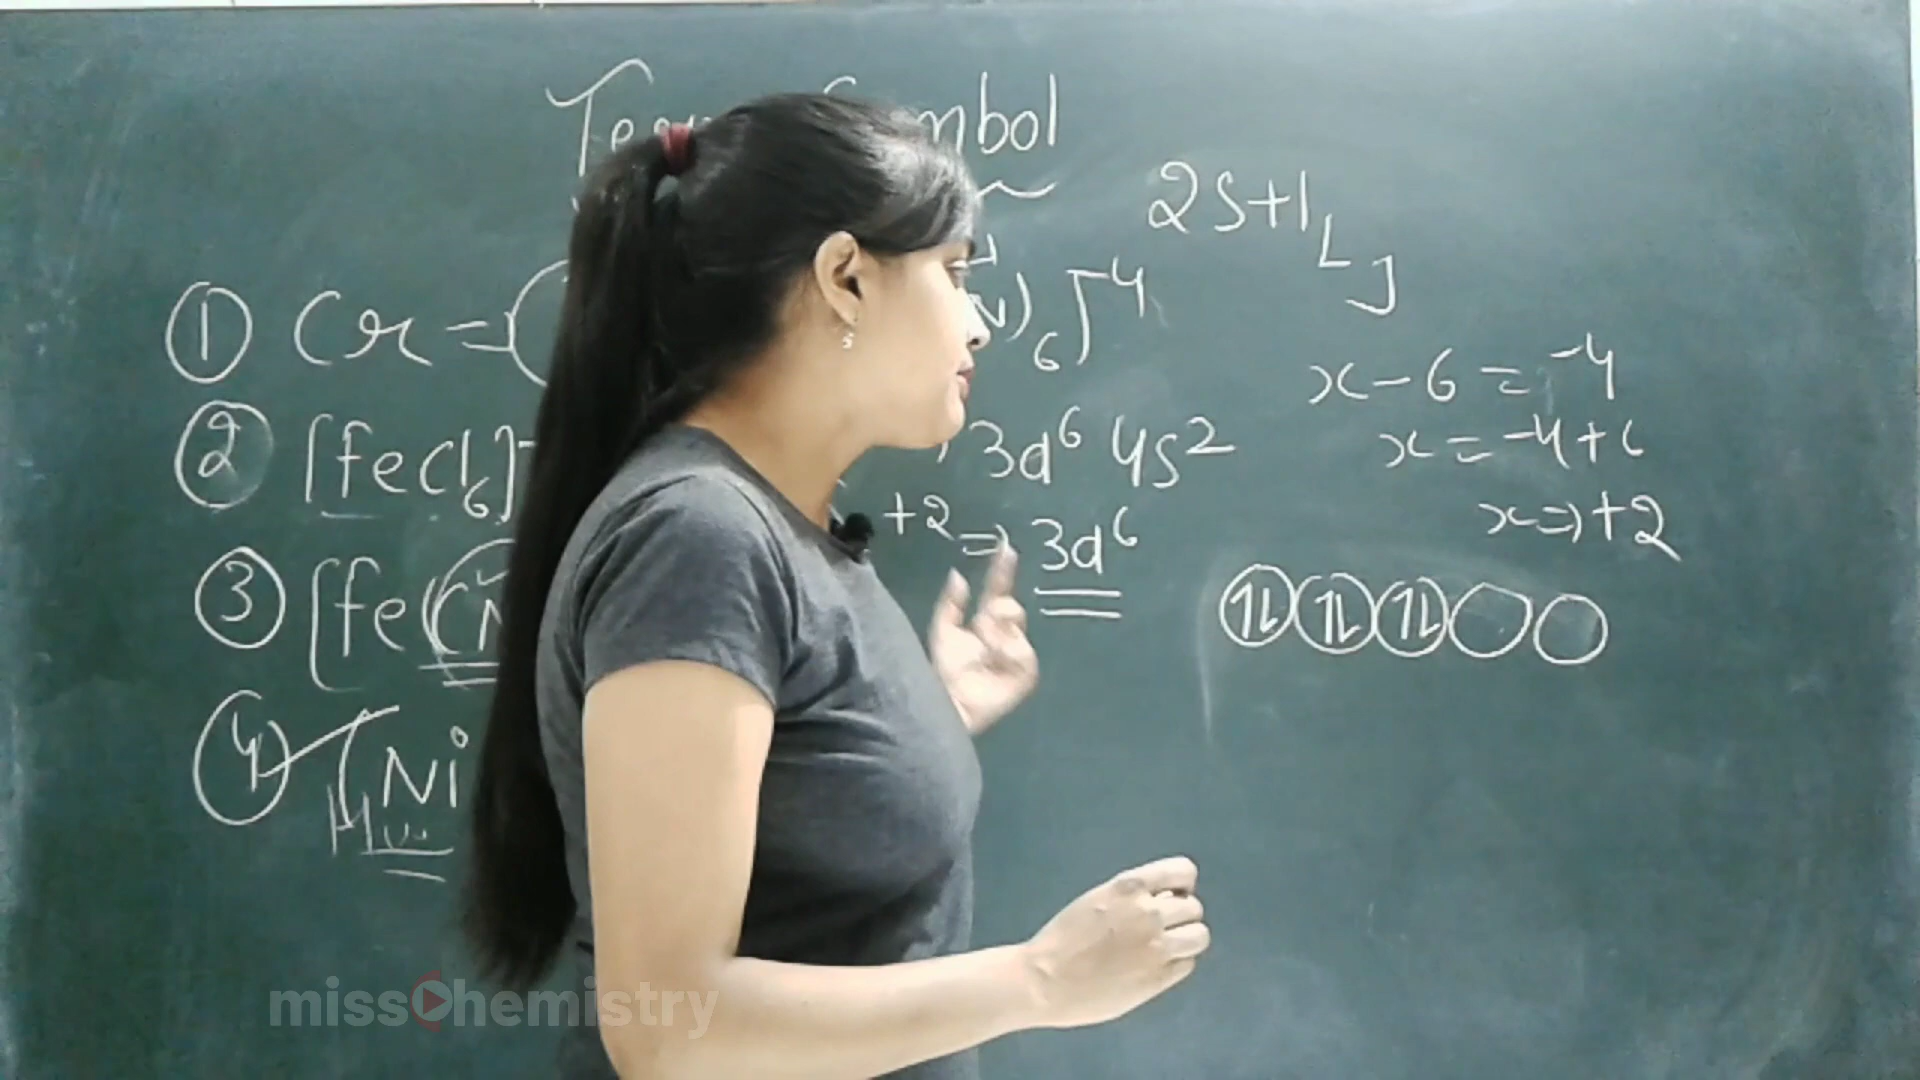 Symbol
2S+1 L J
① Cr =
N)6]4
x - 6 = -4
② [FeCl6]
3d6 4s2
x = -4+6
+2 ⇒ 3d6
x ⇒ +2
③ [Fe(CN
⥮ ⥮ ⥮
④ Ni
missChemistry